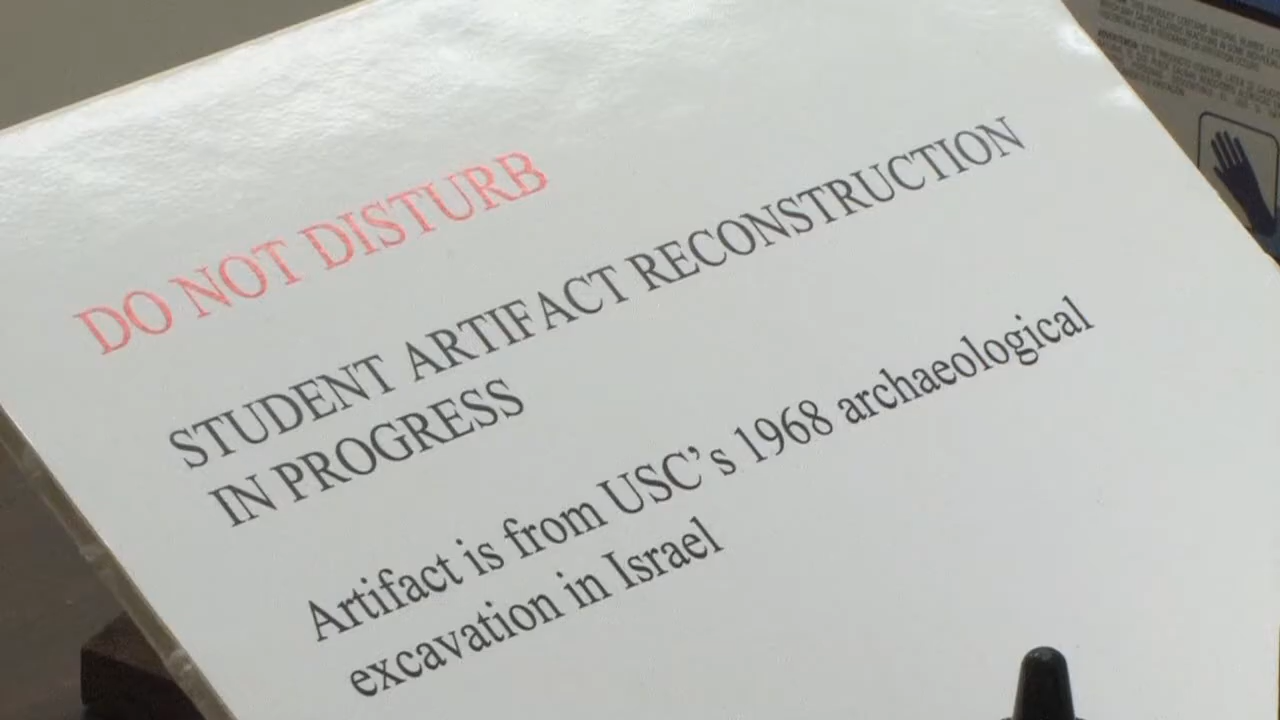 DO NOT DISTURB
STUDENT ARTIFACT RECONSTRUCTION
IN PROGRESS
Artifact is from USC's 1968 archaeological
excavation in Israel